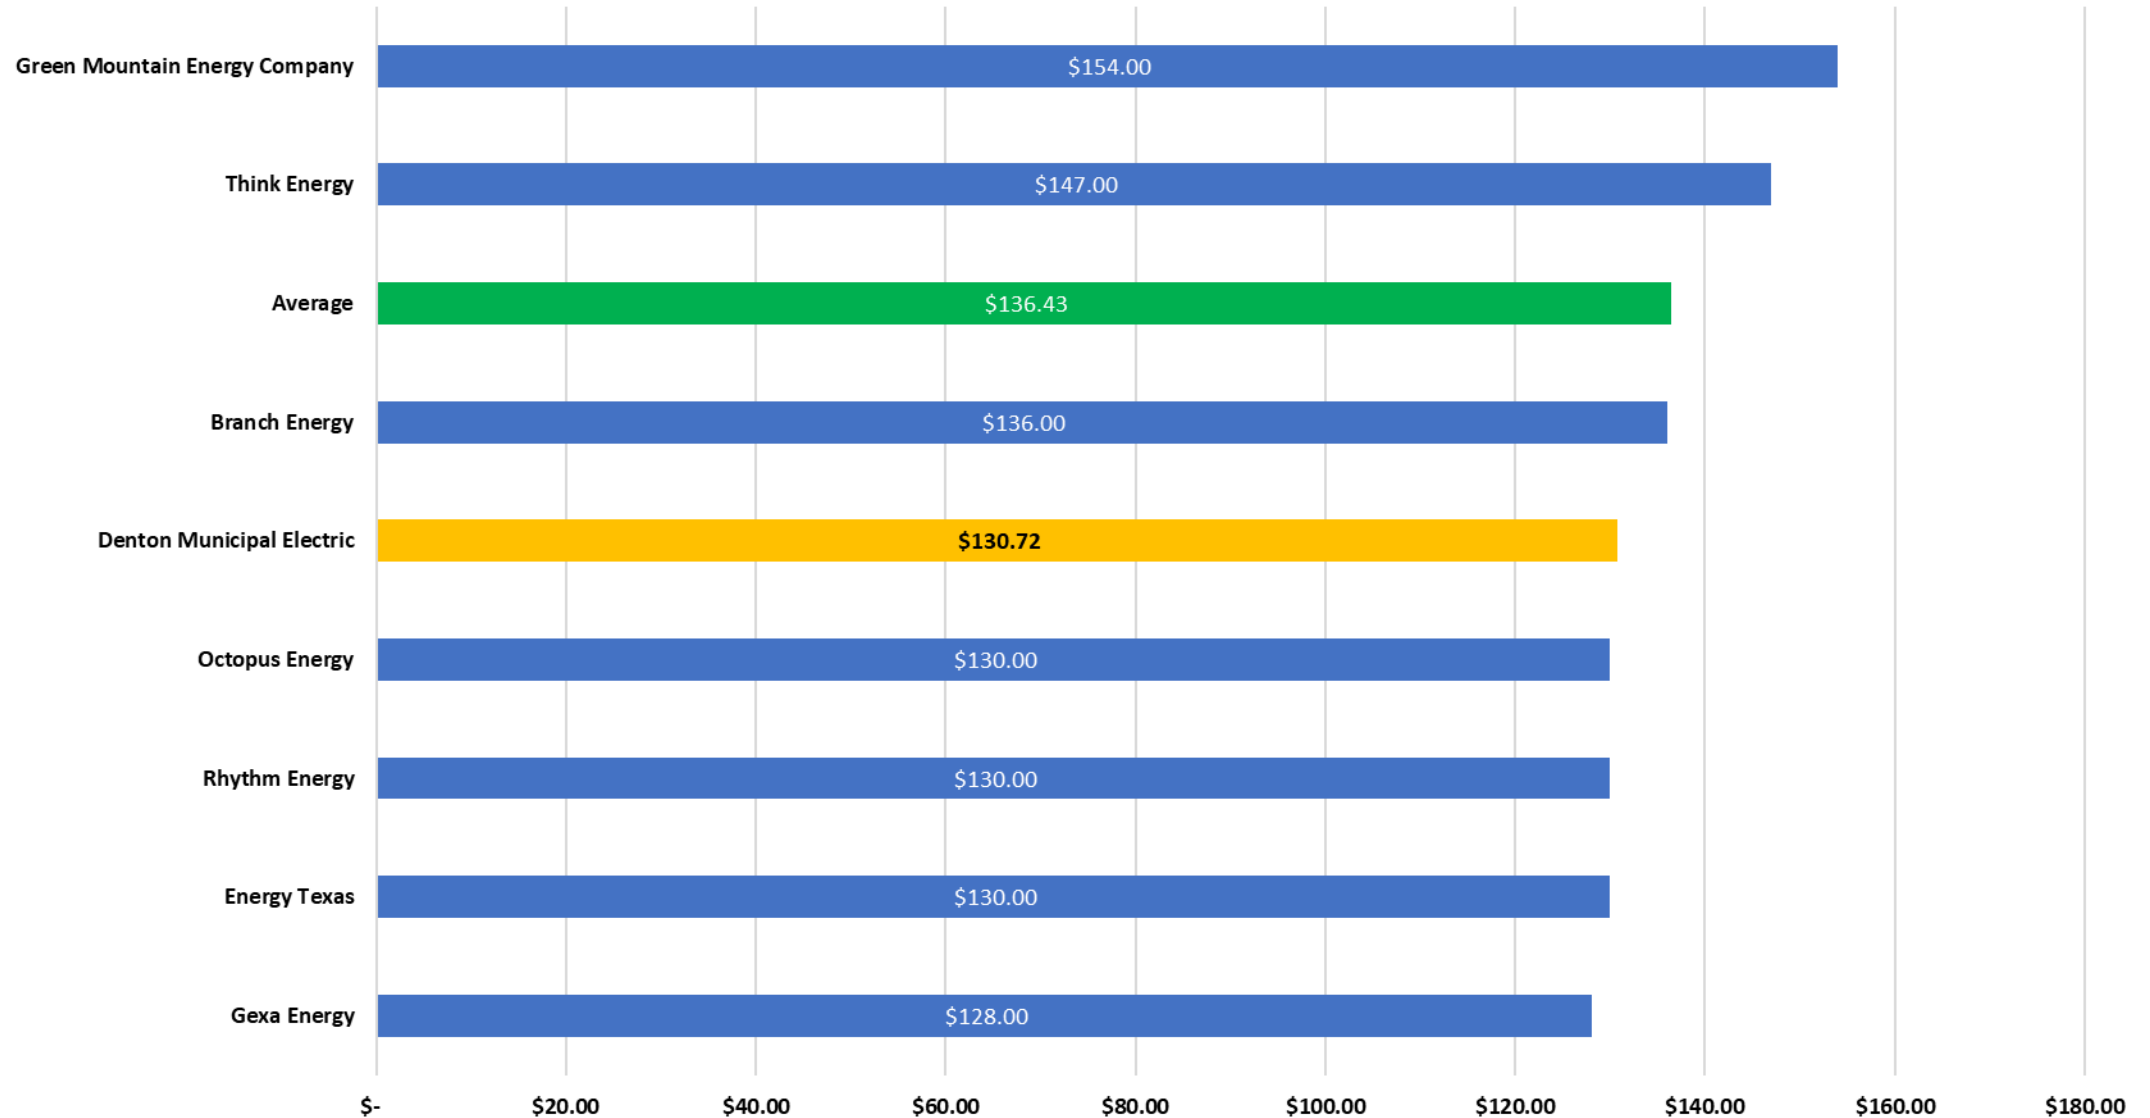 Green Mountain Energy Company $154.00
Think Energy $147.00
Average $136.43
Branch Energy $136.00
Denton Municipal Electric $130.72
Octopus Energy $130.00
Rhythm Energy $130.00
Energy Texas $130.00
Gexa Energy $128.00
$- $20.00 $40.00 $60.00 $80.00 $100.00 $120.00 $140.00 $160.00 $180.00